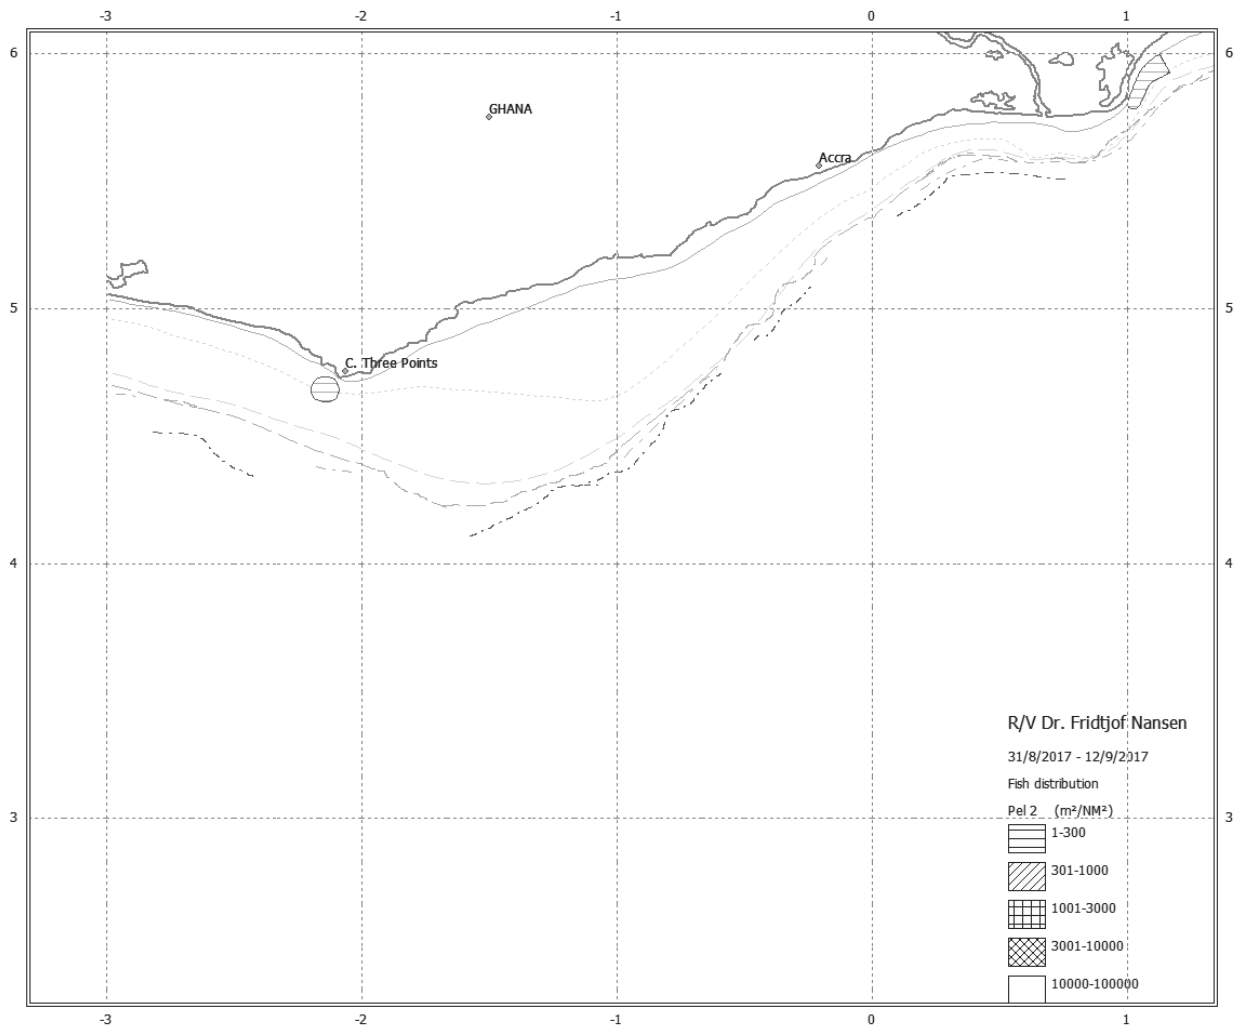 -3 -2 -1 0 1
6 6
GHANA
Accra
5 5
C. Three Points
4 4
R/V Dr. Fridtjof Nansen
31/8/2017 - 12/9/2017
Fish distribution
Pel 2 (m²/NM²)
3 3
1-300
301-1000
1001-3000
3001-10000
10000-100000
-3 -2 -1 0 1